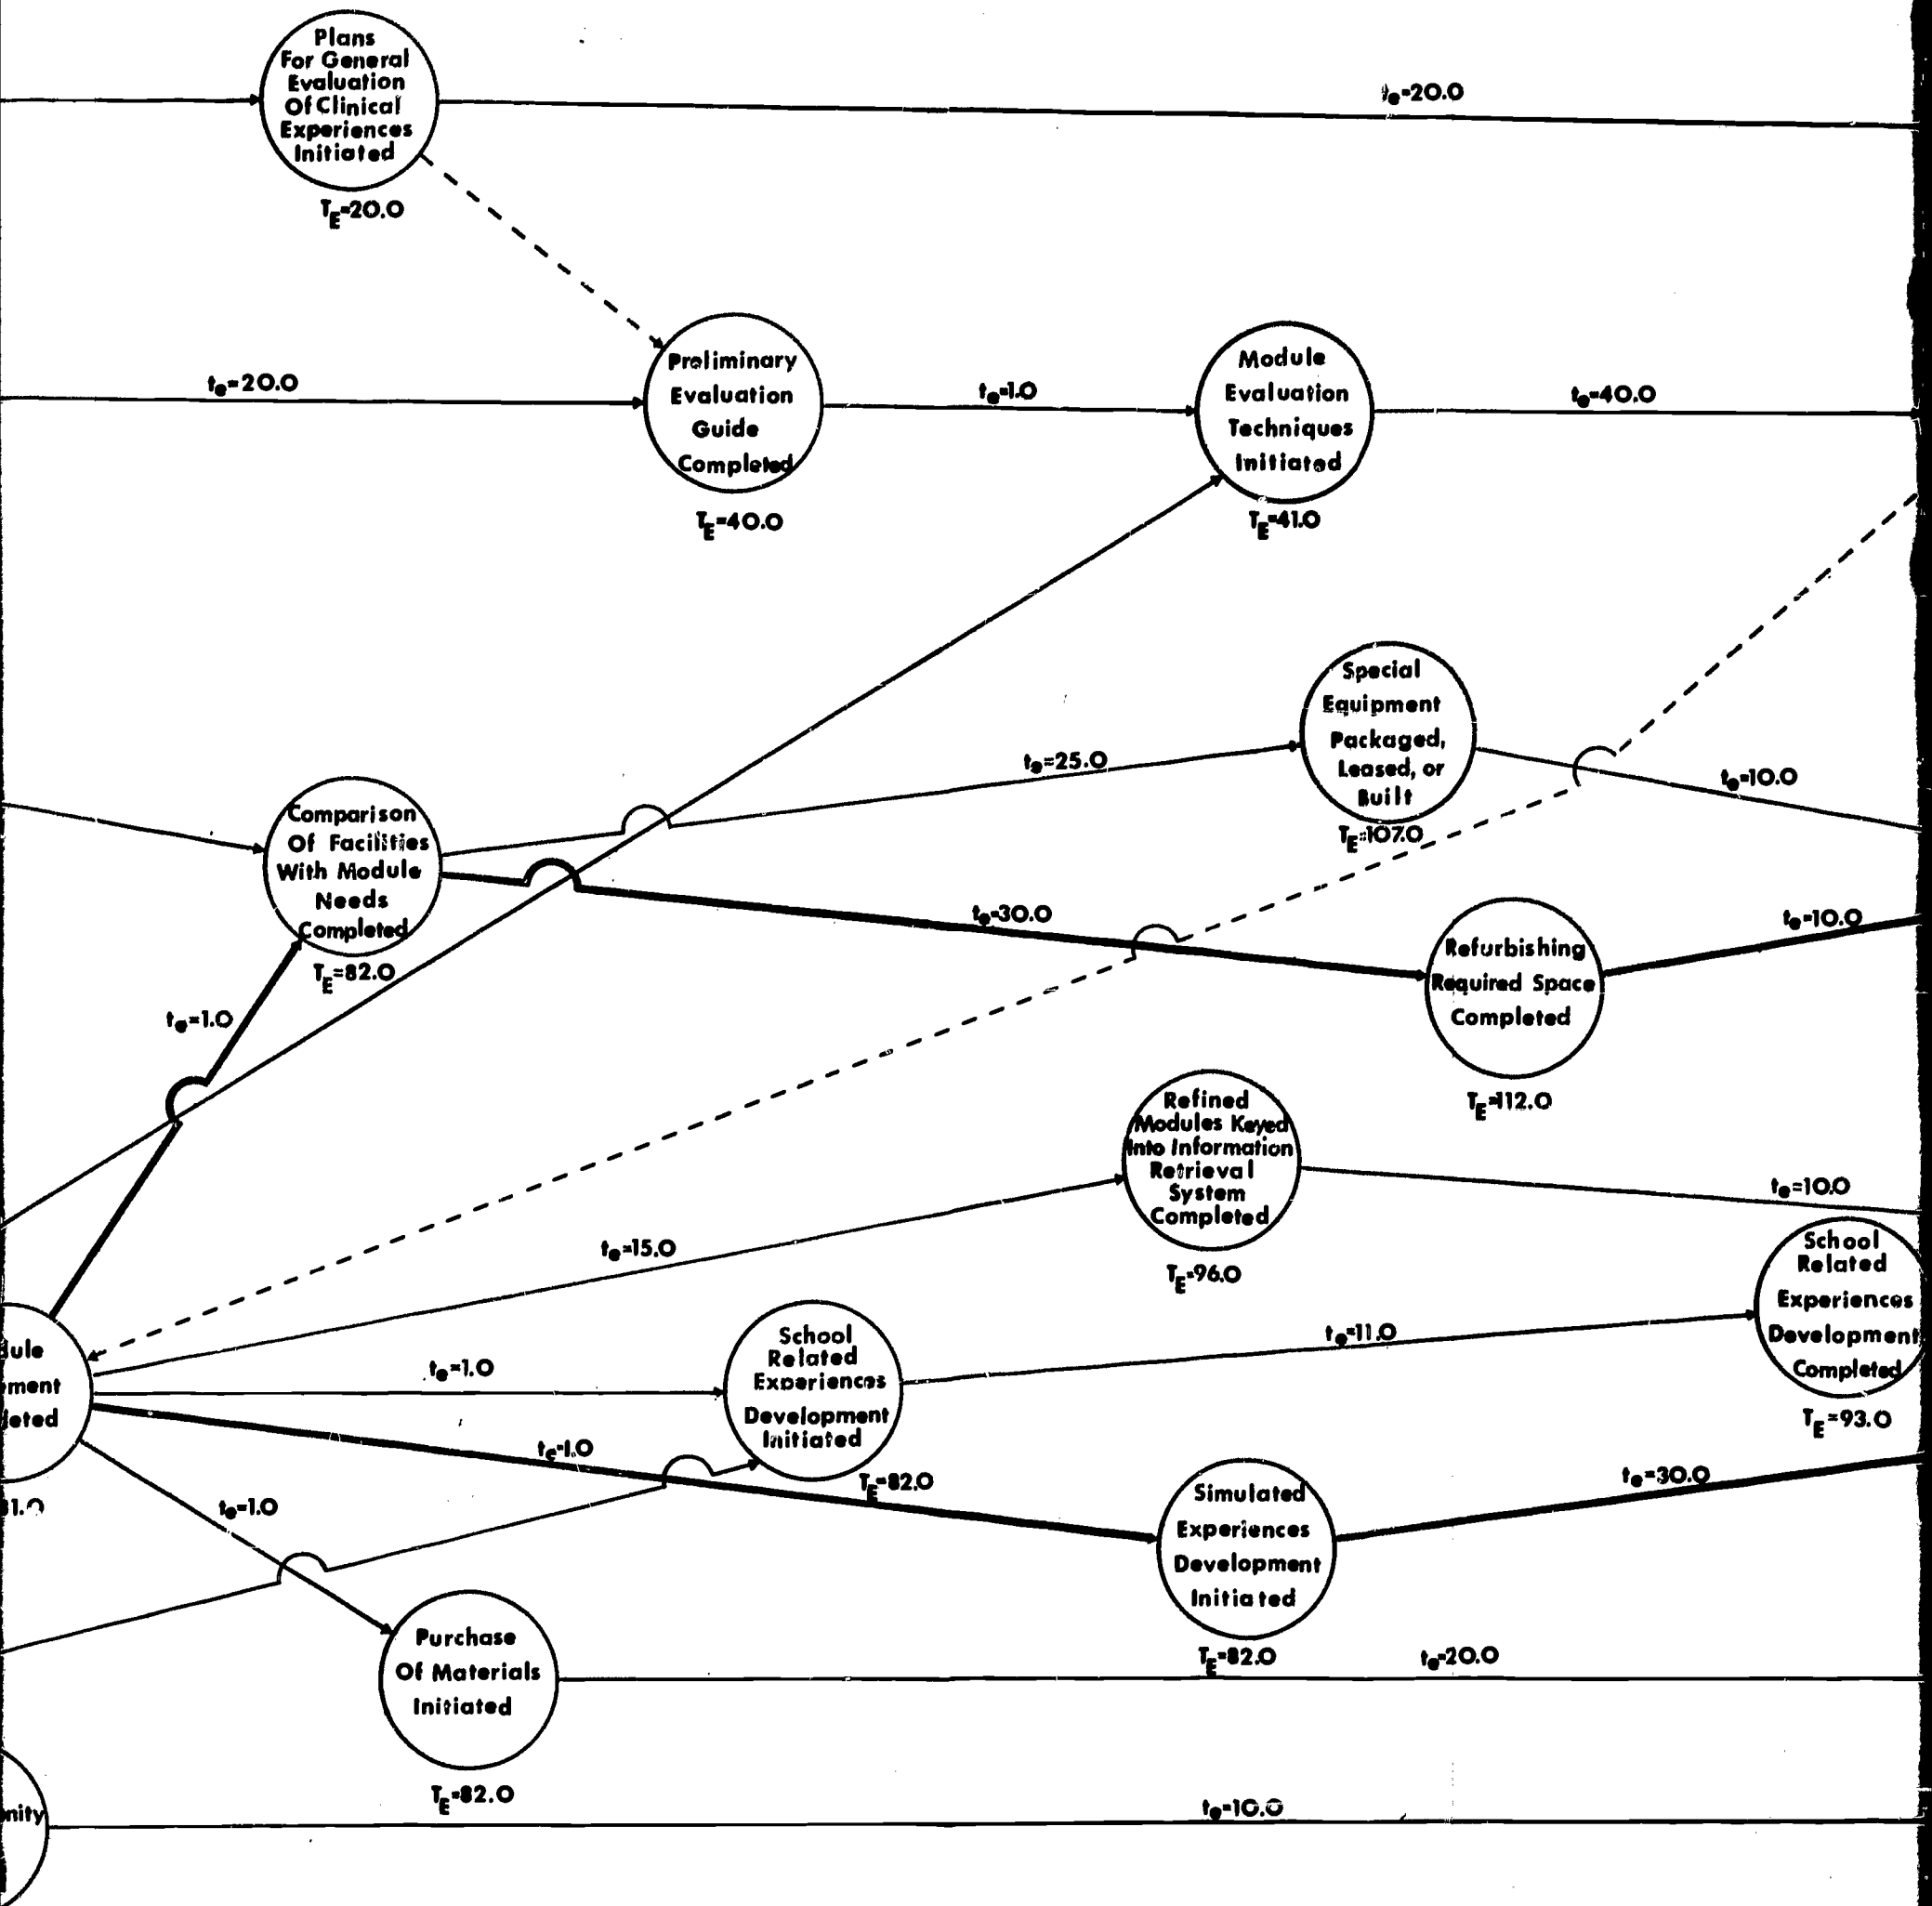 Plans
For General
Evaluation
Of Clinical
Experiences
Initiated
TE=20.0
te=20.0
te=20.0
Preliminary
Evaluation
Guide
Completed
TE=40.0
te=1.0
Module
Evaluation
Techniques
Initiated
TE=41.0
te=40.0
Special
Equipment
Packaged,
Leased, or
Built
TE=107.0
te=25.0
te=10.0
Comparison
Of Facilities
With Module
Needs
Completed
TE=82.0
te=1.0
te=30.0
Refurbishing
Required Space
Completed
TE=112.0
te=10.0
Refined
Modules Keyed
Into Information
Retrieval
System
Completed
TE=96.0
te=15.0
te=10.0
School
Related
Experiences
Development
Completed
TE=93.0
dule
ment
leted
31.0
te=1.0
School
Related
Experiences
Development
Initiated
TE=82.0
te=11.0
te=1.0
te=1.0
Simulated
Experiences
Development
Initiated
TE=82.0
te=30.0
Purchase
Of Materials
Initiated
TE=82.0
te=20.0
nity
te=10.0